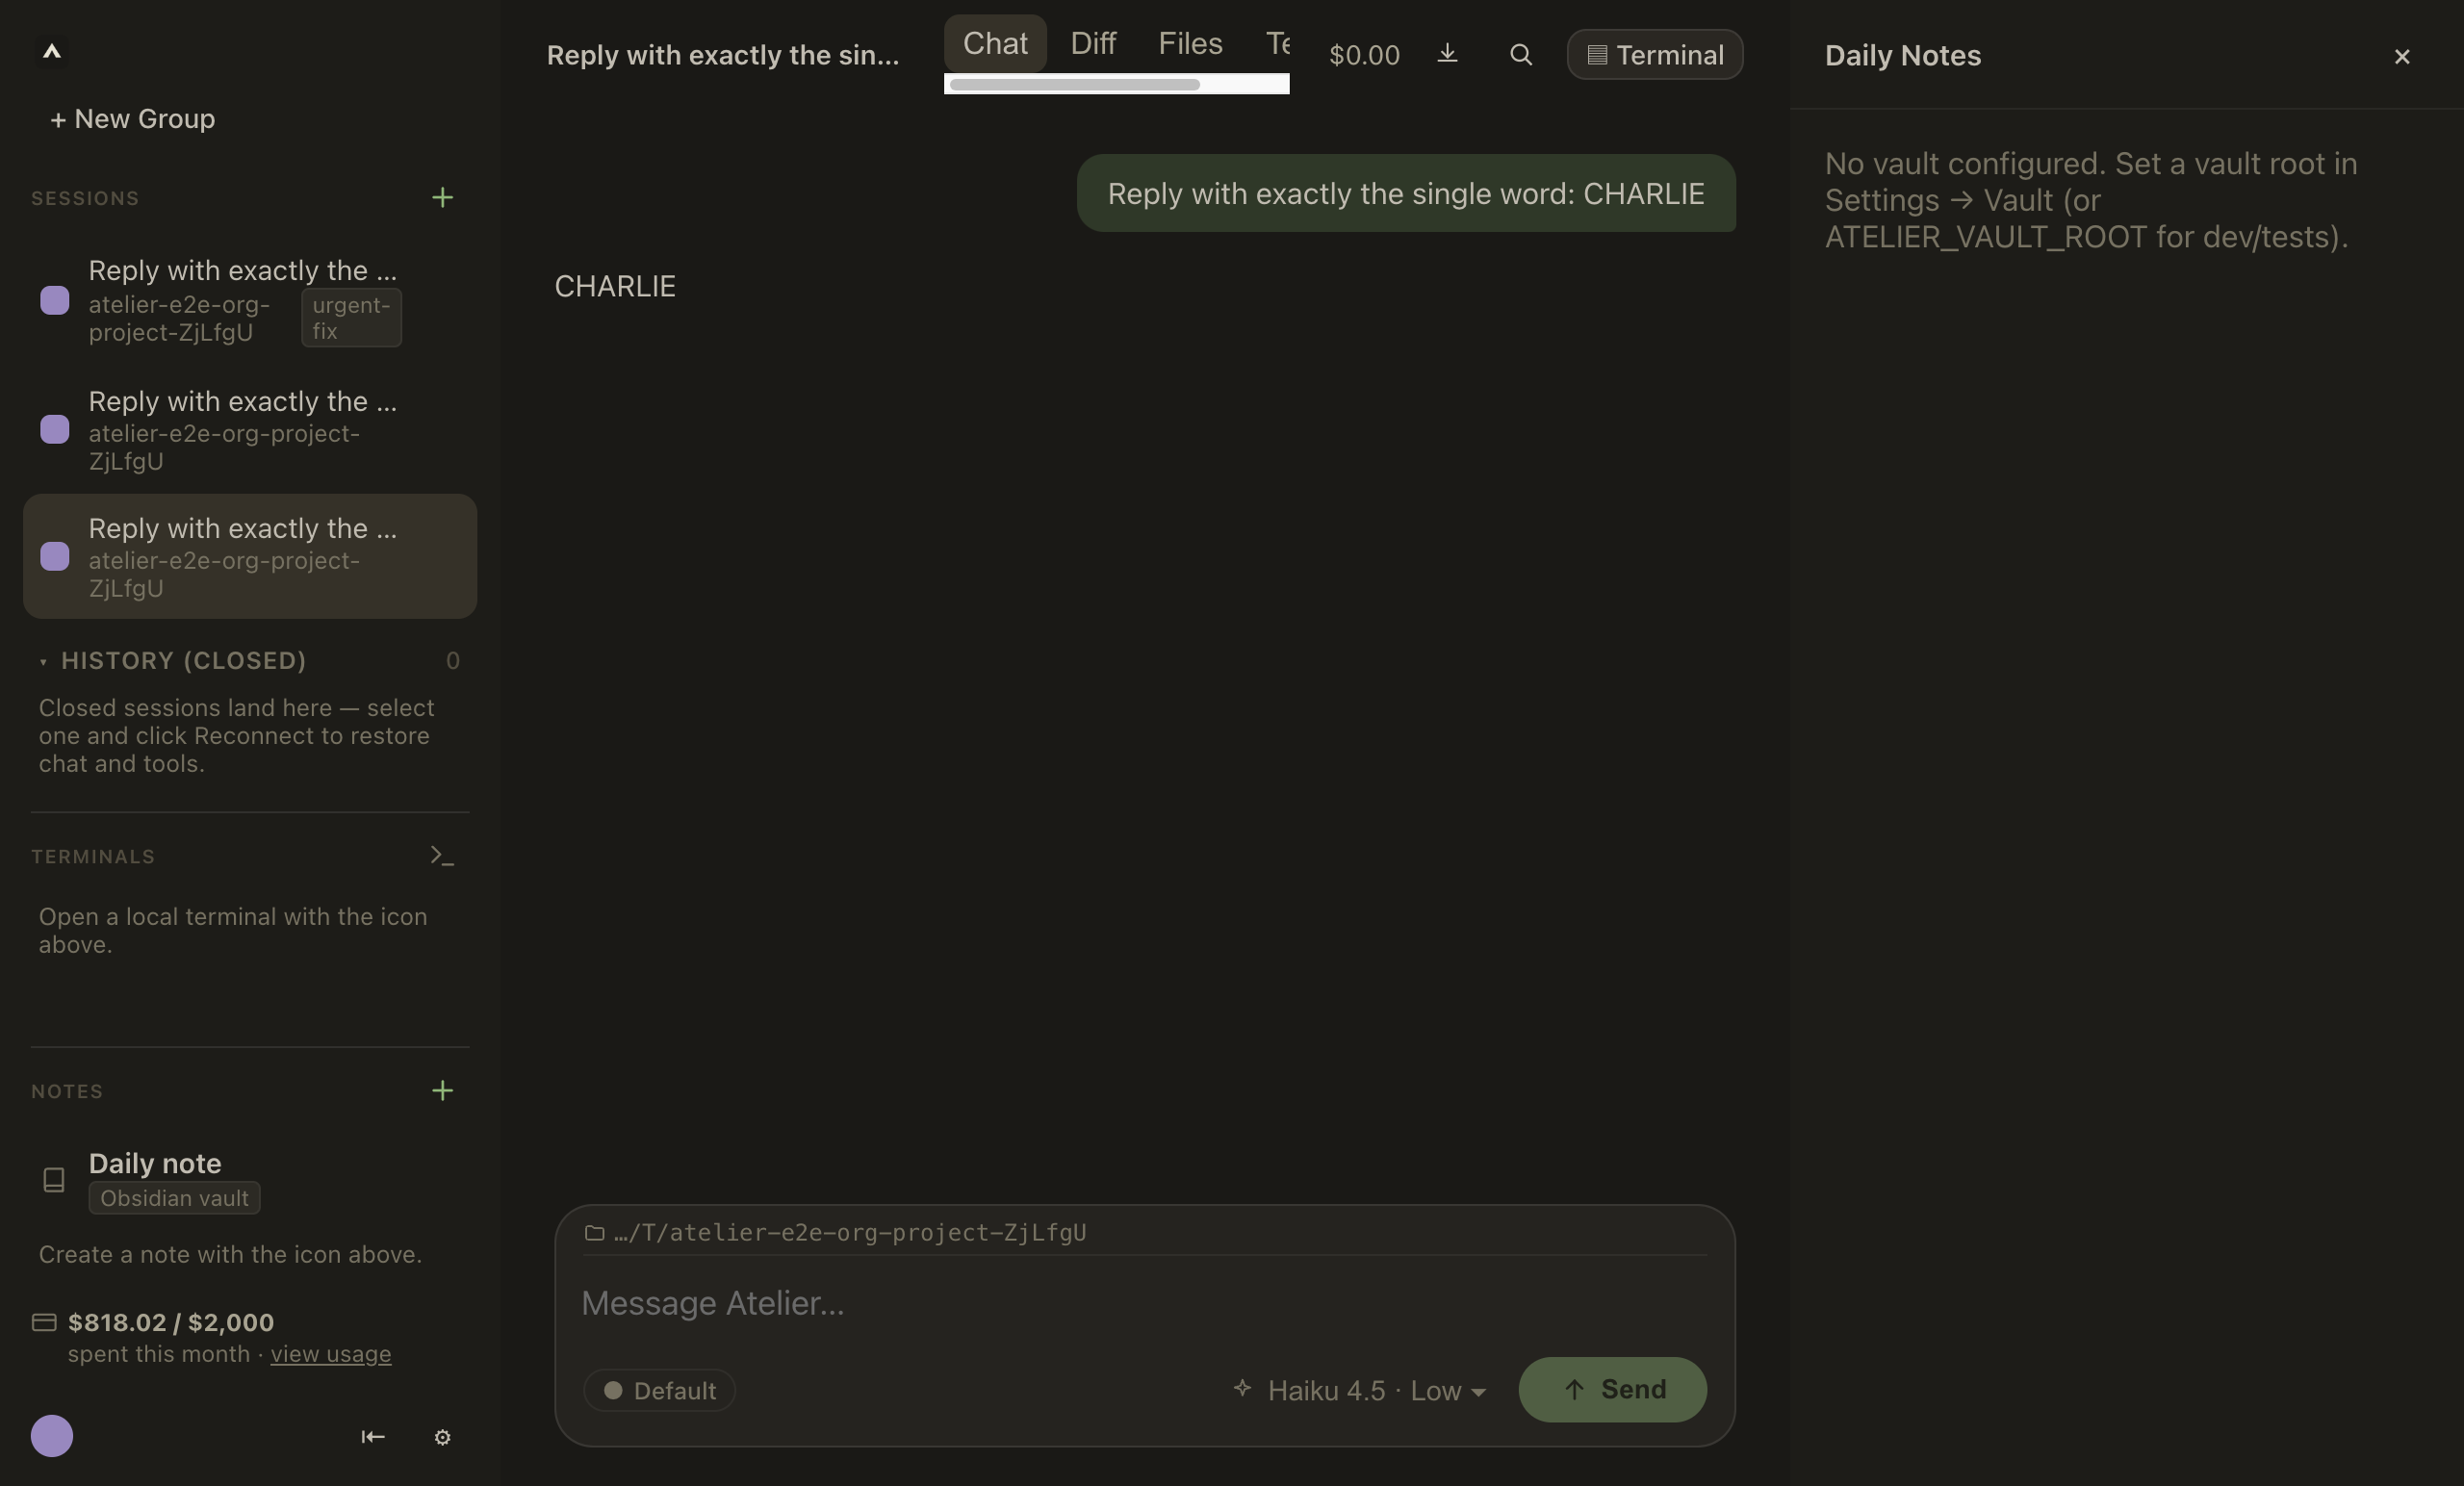 + New Group
SESSIONS
Reply with exactly the ...
atelier-e2e-org-
project-ZjLfgU
urgent-
fix
Reply with exactly the ...
atelier-e2e-org-project-
ZjLfgU
Reply with exactly the ...
atelier-e2e-org-project-
ZjLfgU
HISTORY (CLOSED) 0
Closed sessions land here — select
one and click Reconnect to restore
chat and tools.
TERMINALS
Open a local terminal with the icon
above.
NOTES
Daily note
Obsidian vault
Create a note with the icon above.
$818.02 / $2,000
spent this month · view usage
Reply with exactly the sin...
Chat Diff Files Te
$0.00
Terminal
Reply with exactly the single word: CHARLIE
CHARLIE
…/T/atelier-e2e-org-project-ZjLfgU
Message Atelier...
Default
Haiku 4.5 · Low
Send
Daily Notes
No vault configured. Set a vault root in
Settings → Vault (or
ATELIER_VAULT_ROOT for dev/tests).